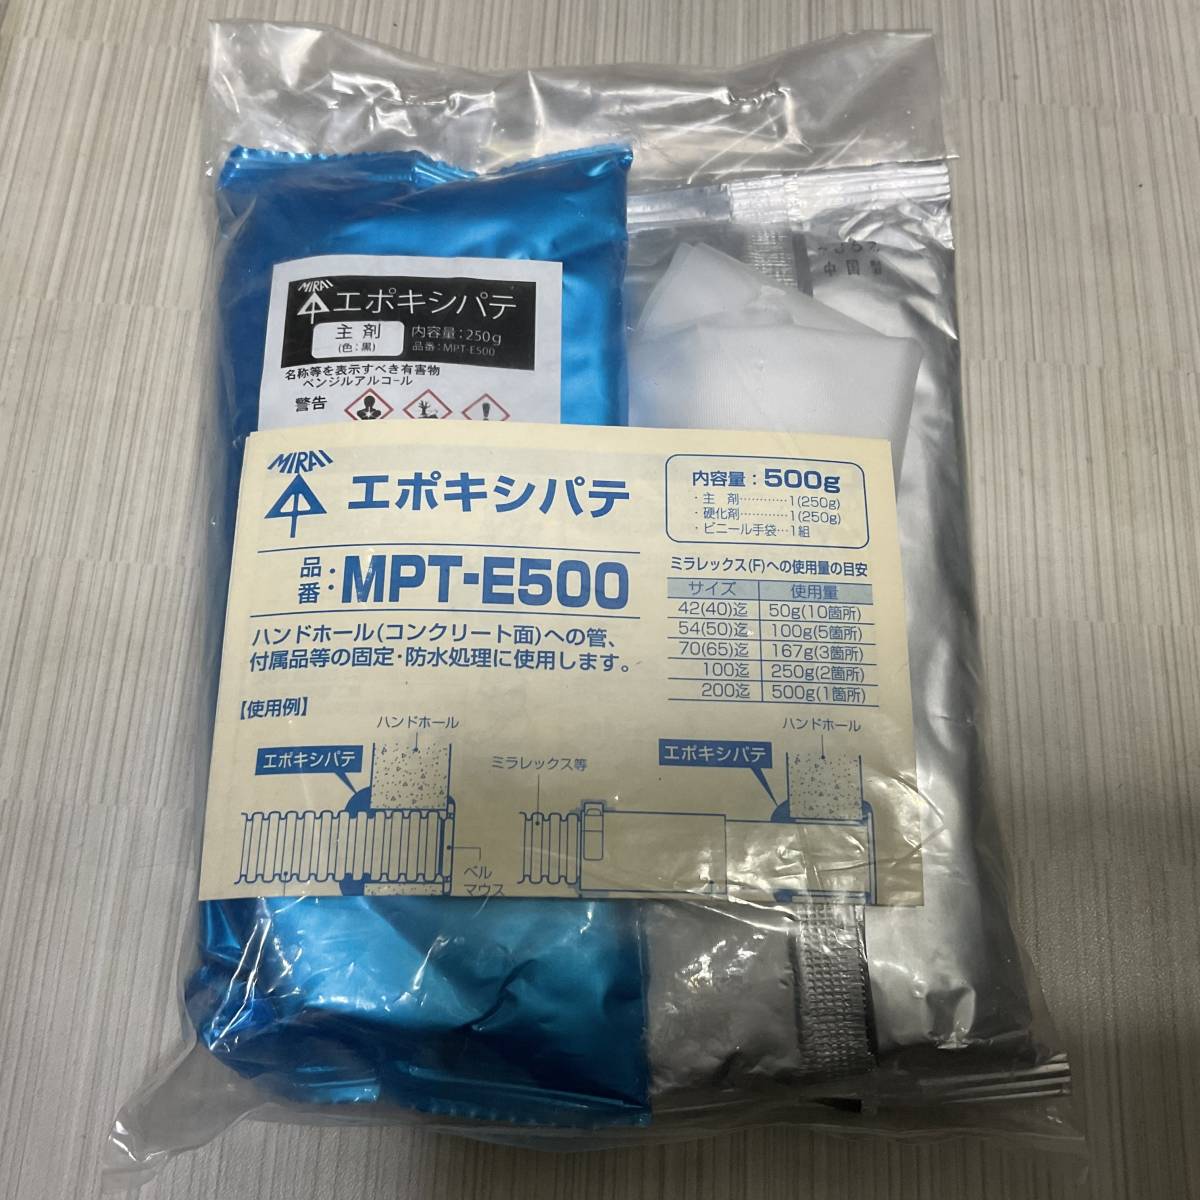 MIRAI
エポキシパテ
主剤
(色:黒)
内容量:250g
品番:MPT-E500
名称等を表示すべき有害物
ベンジルアルコール
警告
中国製
MIRAI
エポキシパテ
品番: MPT-E500
ハンドホール(コンクリート面)への管、
付属品等の固定・防水処理に使用します。
内容量:500g
・主 剤…………1(250g)
・硬化剤…………1(250g)
・ビニール手袋…1組
ミラレックス(F)への使用量の目安
サイズ 使用量
42(40)迄 50g(10箇所)
54(50)迄 100g(5箇所)
70(65)迄 167g(3箇所)
100迄 250g(2箇所)
200迄 500g(1箇所)
【使用例】
ハンドホール
エポキシパテ
ミラレックス等
ベル
マウス
ハンドホール
エポキシパテ